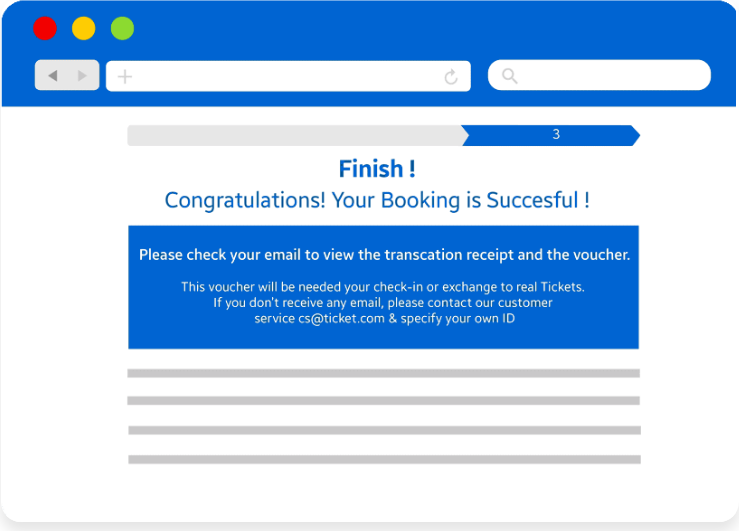 3
Finish !
Congratulations! Your Booking is Succesful !
Please check your email to view the transcation receipt and the voucher.
This voucher will be needed your check-in or exchange to real Tickets.
If you don't receive any email, please contact our customer
service cs@ticket.com & specify your own ID